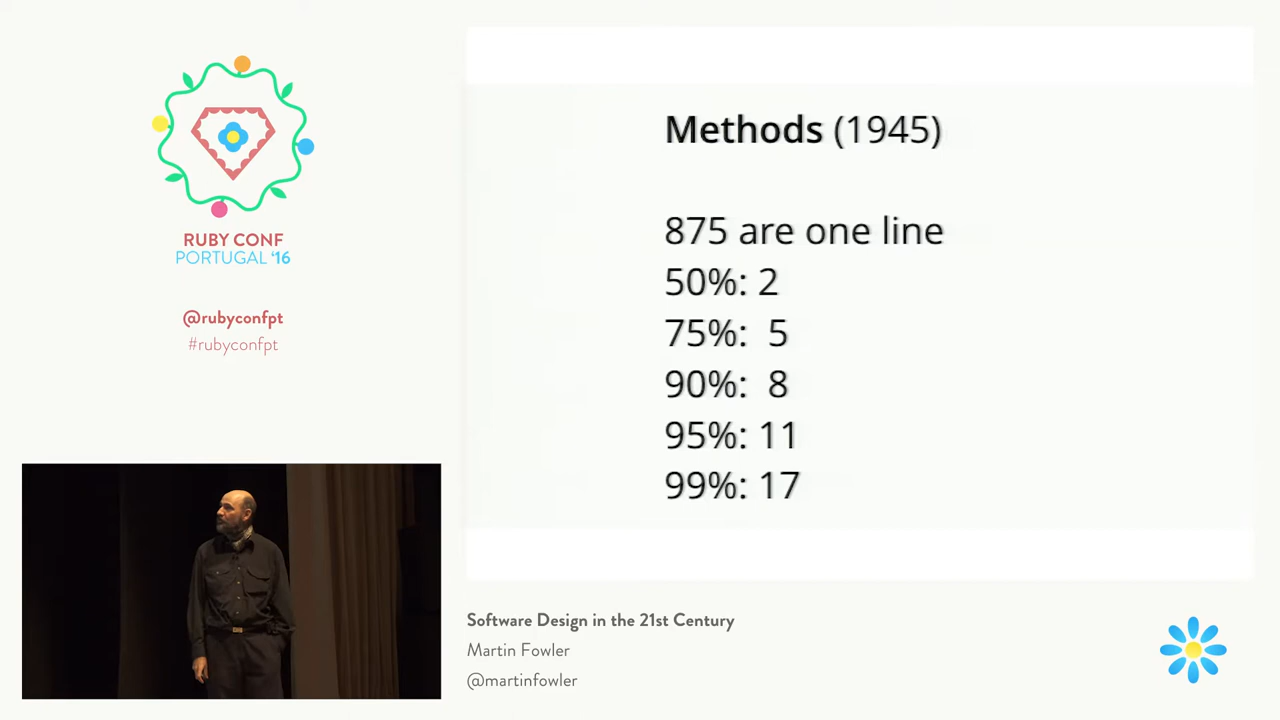 RUBY CONF
PORTUGAL ‘16
@rubyconfpt
#rubyconfpt
Methods (1945)
875 are one line
50%: 2
75%: 5
90%: 8
95%: 11
99%: 17
Software Design in the 21st Century
Martin Fowler
@martinfowler